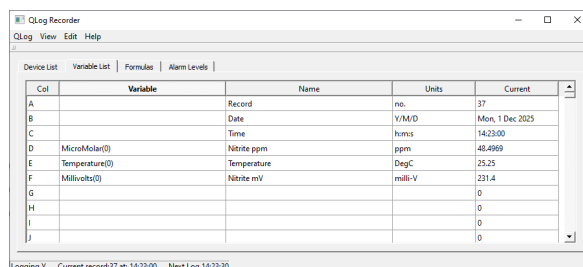 QLog Recorder
QLog View Edit Help
Device List Variable List Formulas Alarm Levels
Col Variable Name Units Current
A Record no. 37
B Date Y/M/D Mon, 1 Dec 2025
C Time h:m:s 14:23:00
D MicroMolar(0) Nitrite ppm ppm 48.4969
E Temperature(0) Temperature DegC 25.25
F Millivolts(0) Nitrite mV milli-V 231.4
G 0
H 0
I 0
J 0
Logging Y Current record:37 at: 14:23:00 Next Log 14:23:30